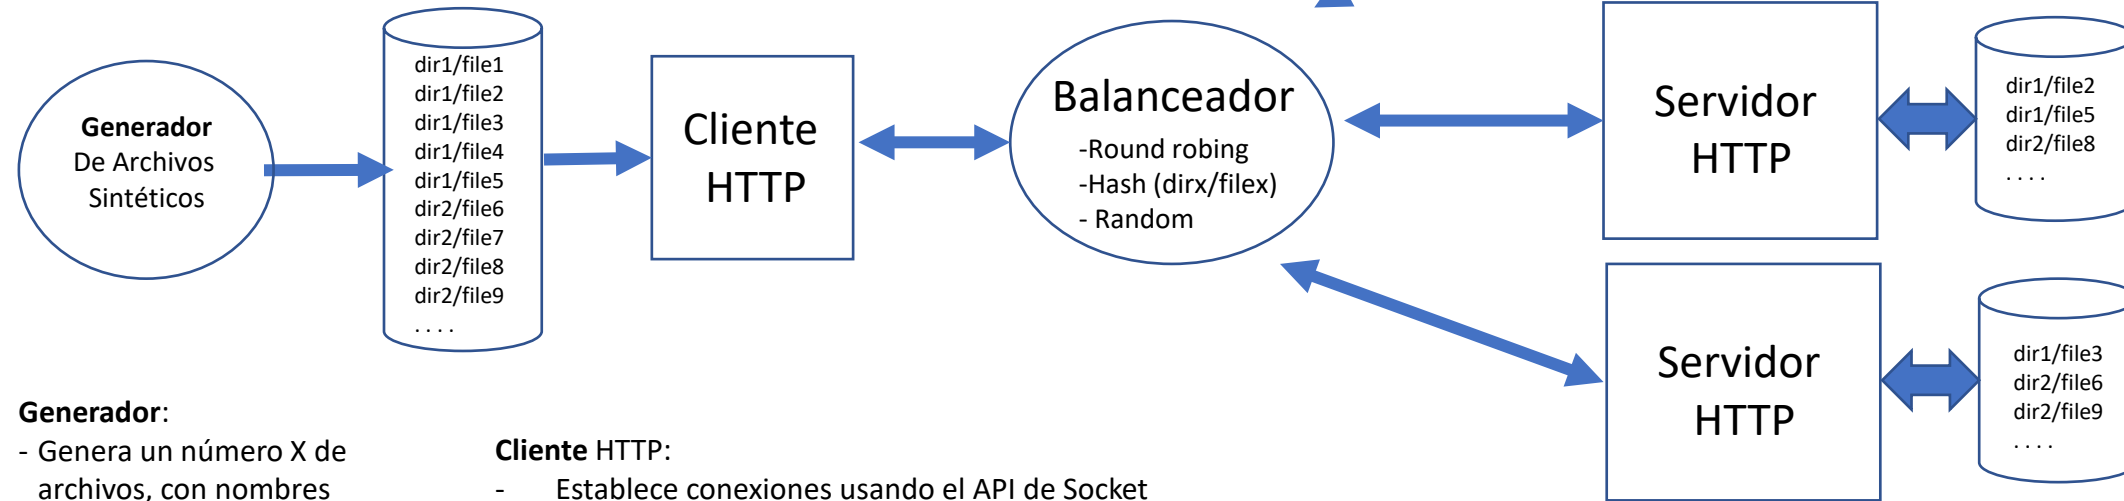 Generador
De Archivos
Sintéticos
dir1/file1
dir1/file2
dir1/file3
dir1/file4
dir1/file5
dir2/file6
dir2/file7
dir2/file8
dir2/file9
. . . .
Cliente
HTTP
Balanceador
-Round robing
-Hash (dirx/filex)
- Random
Servidor
HTTP
dir1/file2
dir1/file5
dir2/file8
. . . .
Servidor
HTTP
dir1/file3
dir2/file6
dir2/file9
. . . .
Generador:
- Genera un número X de
archivos, con nombres
Cliente HTTP:
- Establece conexiones usando el API de Socket